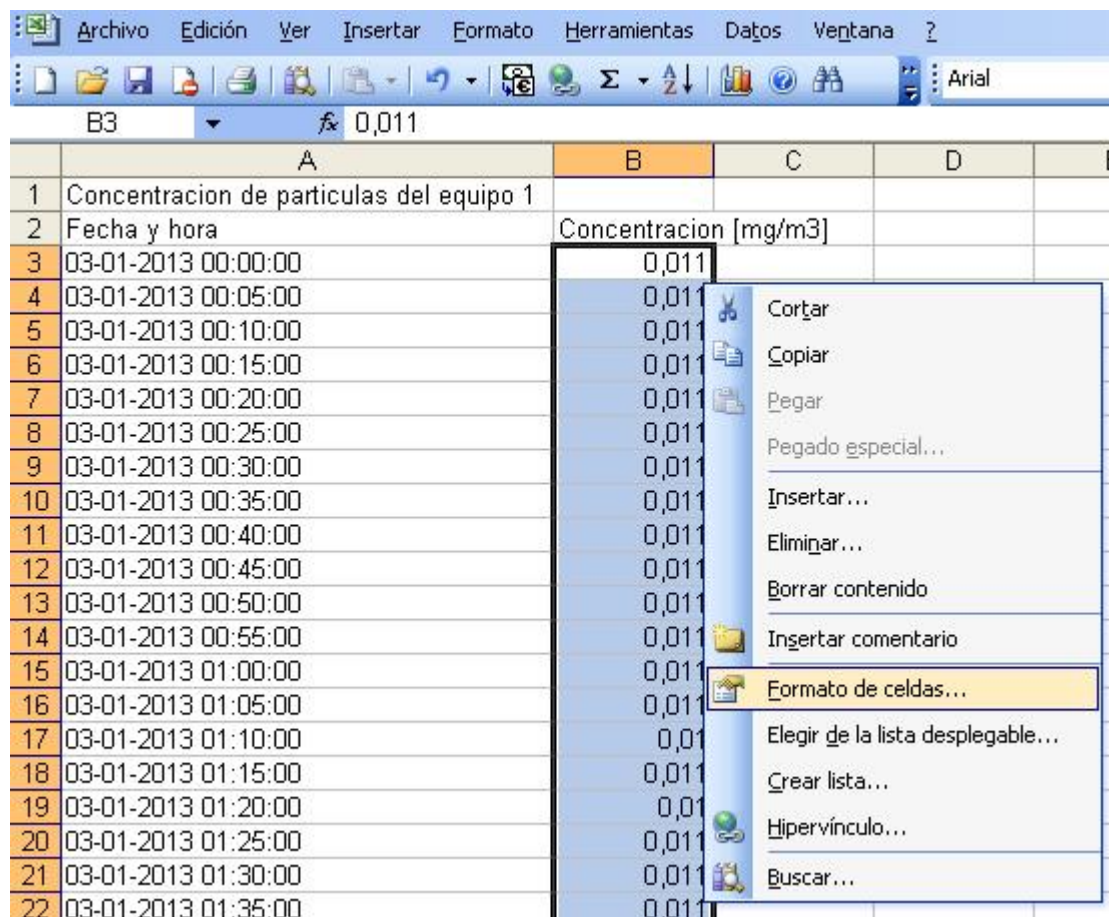 Archivo Edición Ver Insertar Formato Herramientas Datos Ventana ?
Σ Arial
B3 fx 0,011
A B C D
1 Concentracion de particulas del equipo 1
2 Fecha y hora Concentracion [mg/m3]
3 03-01-2013 00:00:00 0,011
4 03-01-2013 00:05:00 0,011
5 03-01-2013 00:10:00 0,011
6 03-01-2013 00:15:00 0,011
7 03-01-2013 00:20:00 0,011
8 03-01-2013 00:25:00 0,011
9 03-01-2013 00:30:00 0,011
10 03-01-2013 00:35:00 0,011
11 03-01-2013 00:40:00 0,011
12 03-01-2013 00:45:00 0,011
13 03-01-2013 00:50:00 0,011
14 03-01-2013 00:55:00 0,011
15 03-01-2013 01:00:00 0,011
16 03-01-2013 01:05:00 0,011
17 03-01-2013 01:10:00 0,01
18 03-01-2013 01:15:00 0,011
19 03-01-2013 01:20:00 0,01
20 03-01-2013 01:25:00 0,011
21 03-01-2013 01:30:00 0,011
22 03-01-2013 01:35:00 0,011
Cortar
Copiar
Pegar
Pegado especial...
Insertar...
Eliminar...
Borrar contenido
Insertar comentario
Formato de celdas...
Elegir de la lista desplegable...
Crear lista...
Hipervínculo...
Buscar...